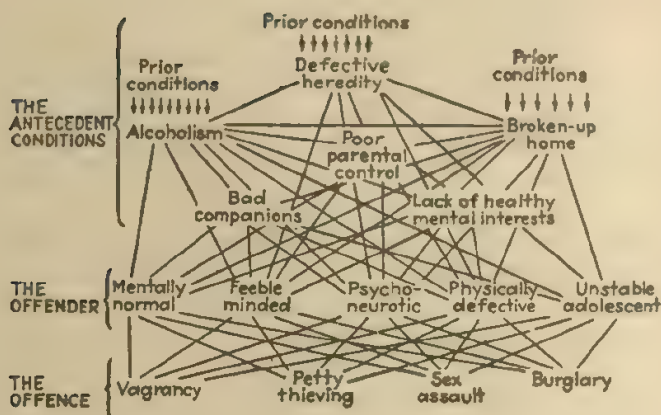 Prior conditions
Prior
conditions
Defective
heredity
Prior
conditions
THE
ANTECEDENT
CONDITIONS
Alcoholism
Poor
parental
control
Broken-up
home
Bad
companions
Lack of healthy
mental interests
THE
OFFENDER
Mentally
normal
Feeble
minded
Psycho-
neurotic
Physically
defective
Unstable
adolescent
THE
OFFENCE
Vagrancy
Petty
thieving
Sex
assault
Burglary